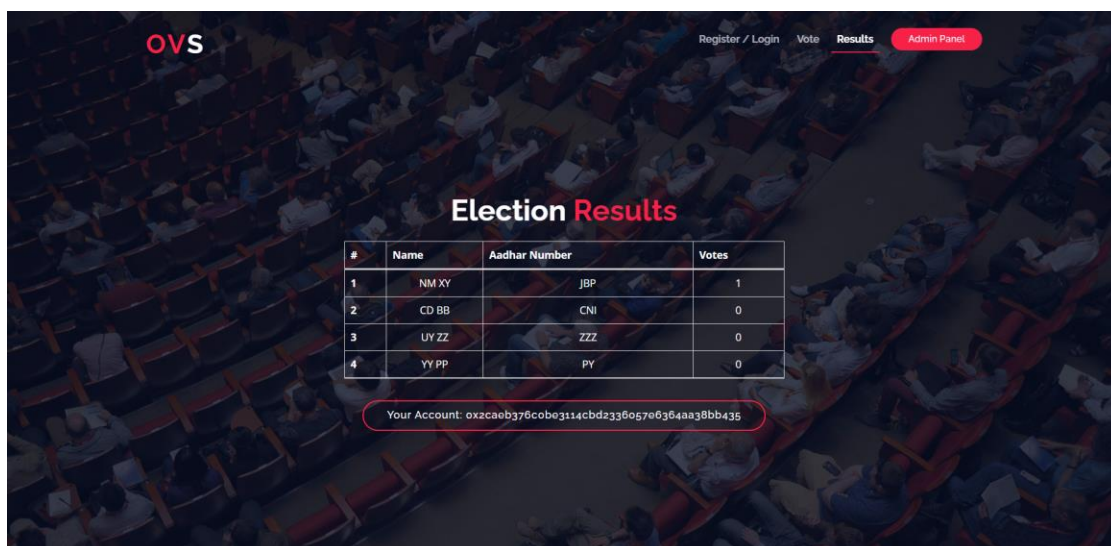 OVS
Register / Login Vote Results Admin Panel
Election Results
# Name Aadhar Number Votes
1 NM XY JBP 1
2 CD BB CNI 0
3 UY ZZ ZZZ 0
4 YY PP PY 0
Your Account: 0x2caeb376c0be3114cbd2336057e6364aa38bb435